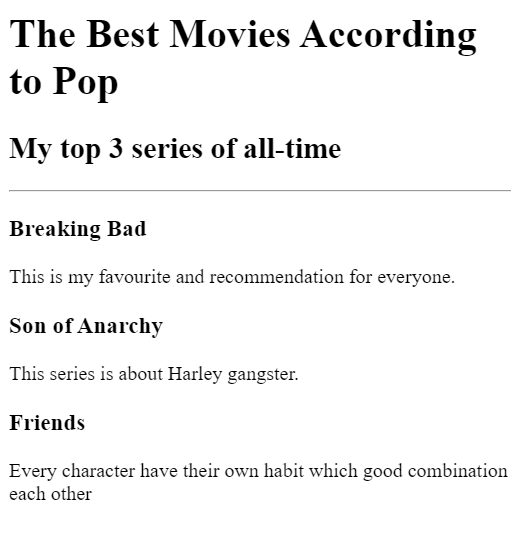 The Best Movies According
to Pop
My top 3 series of all-time
Breaking Bad
This is my favourite and recommendation for everyone.
Son of Anarchy
This series is about Harley gangster.
Friends
Every character have their own habit which good combination
each other